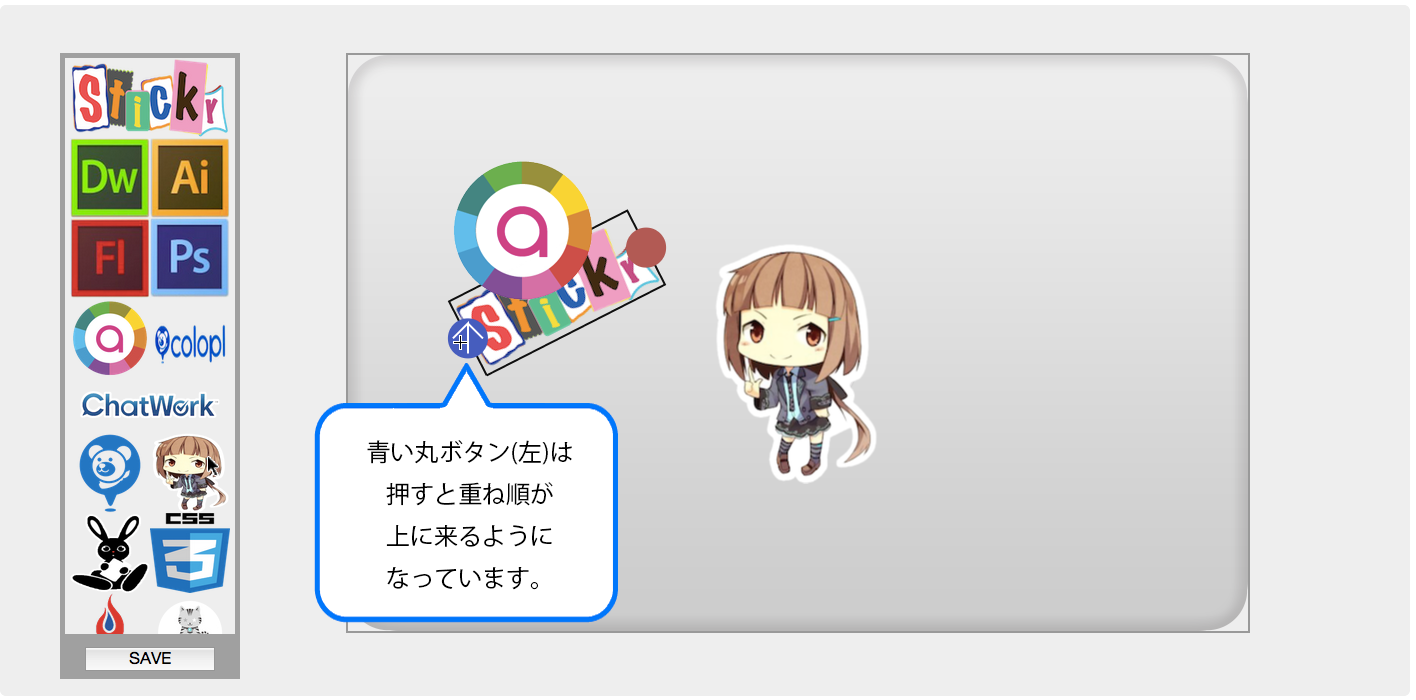 Sticky
Dw Ai
Fl Ps
a colopl
ChatWork
CSS
SAVE
a
Sticky
青い丸ボタン(左)は
押すと重ね順が
上に来るように
なっています。